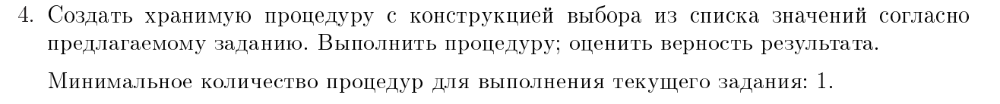 4. Создать хранимую процедуру с конструкцией выбора из списка значений согласно
предлагаемому заданию. Выполнить процедуру; оценить верность результата.
Минимальное количество процедур для выполнения текущего задания: 1.